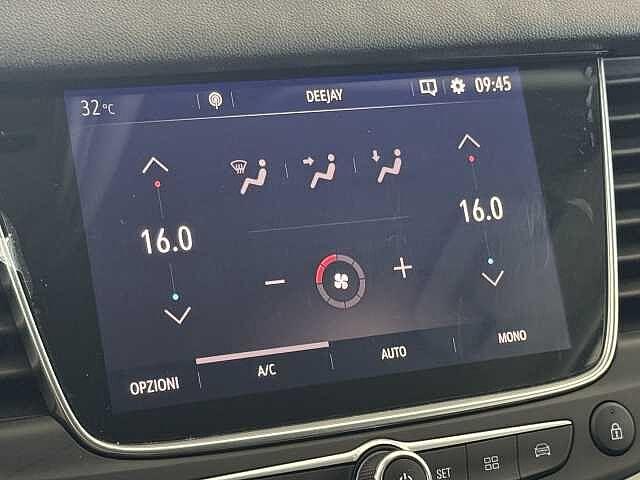 32°C DEEJAY 09:45
16.0 16.0
OPZIONI A/C AUTO MONO
SET